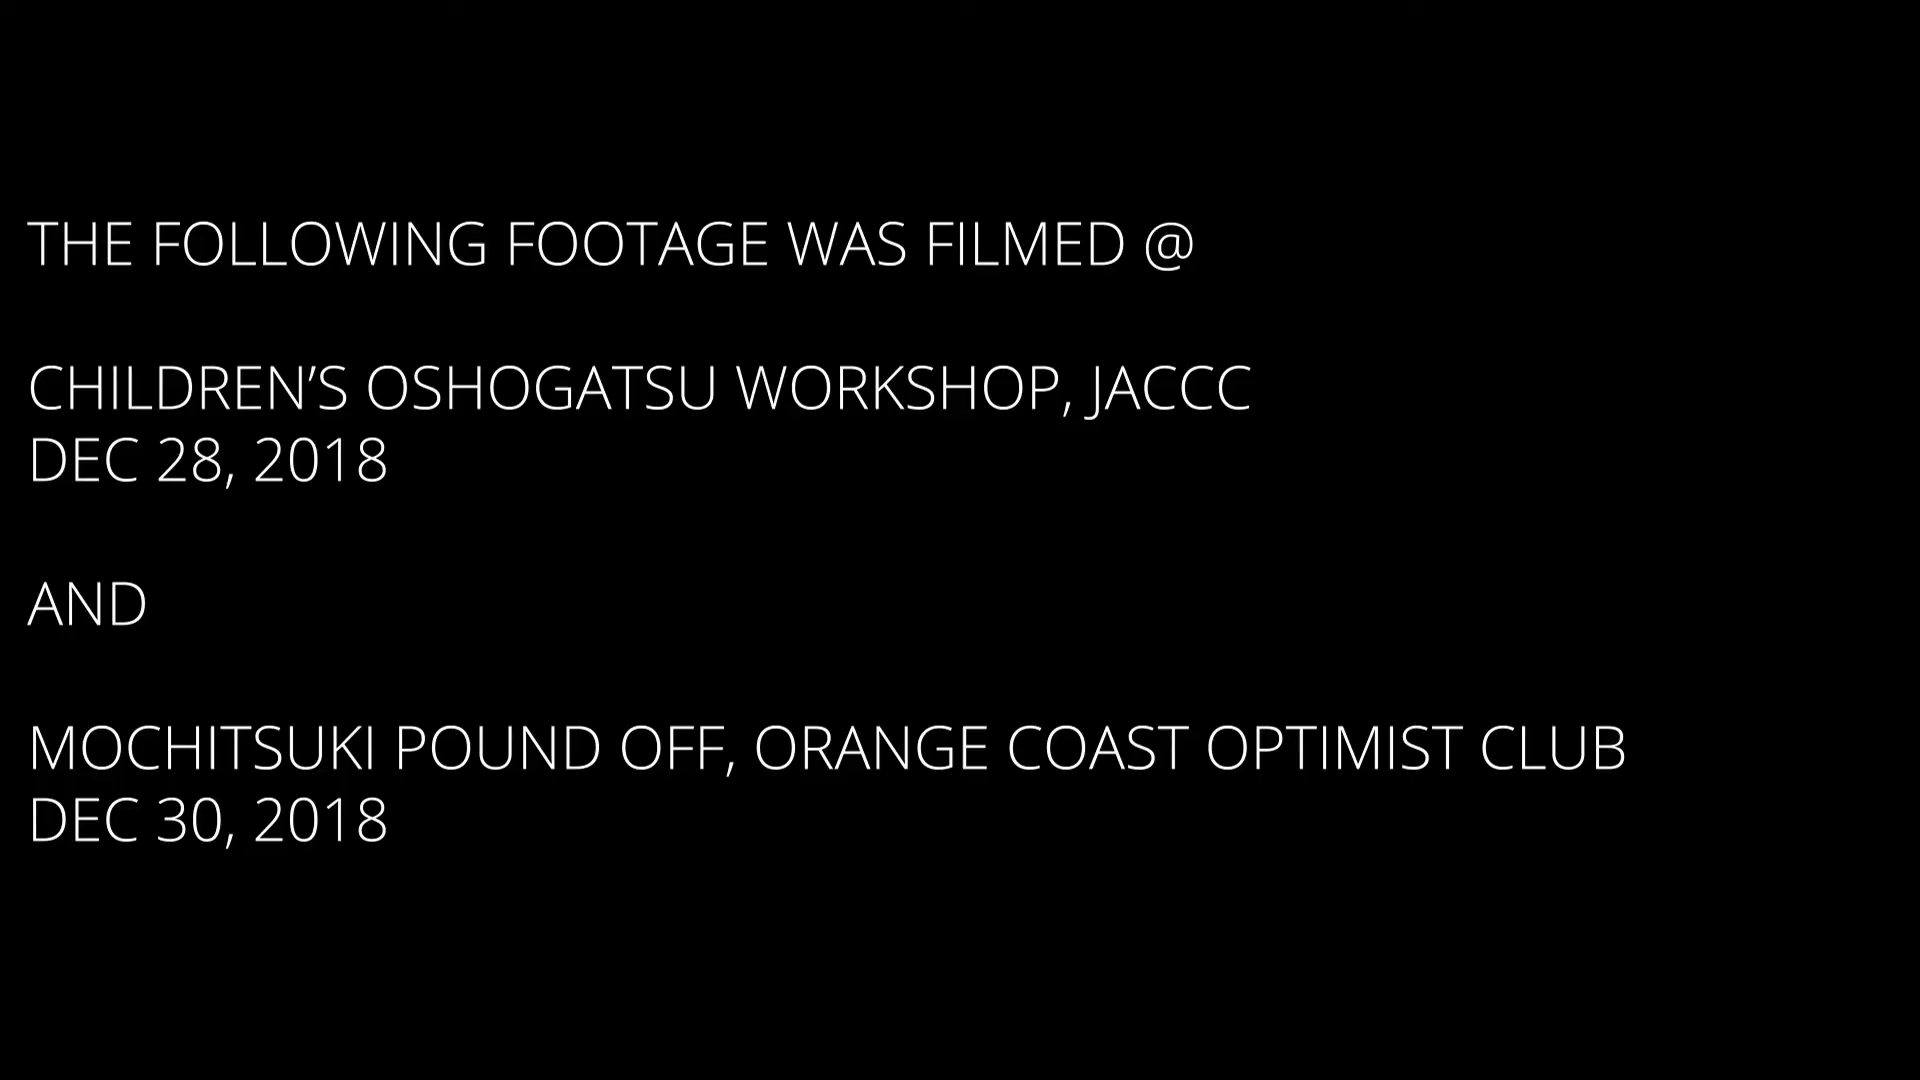 THE FOLLOWING FOOTAGE WAS FILMED @
CHILDREN’S OSHOGATSU WORKSHOP, JACCC
DEC 28, 2018
AND
MOCHITSUKI POUND OFF, ORANGE COAST OPTIMIST CLUB
DEC 30, 2018